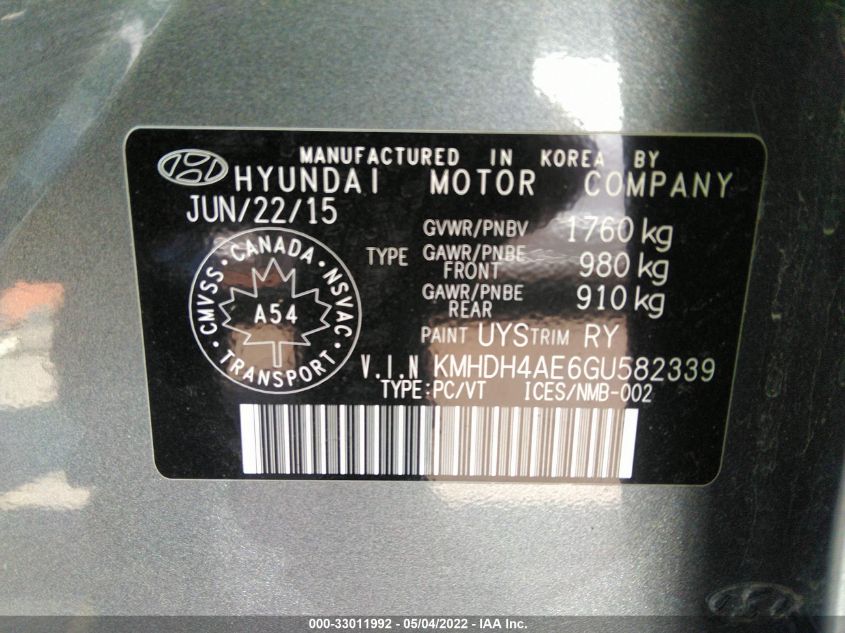 MANUFACTURED IN KOREA BY
HYUNDAI MOTOR COMPANY
JUN/22/15
GVWR/PNBV 1760 kg
TYPE GAWR/PNBE FRONT 980 kg
GAWR/PNBE REAR 910 kg
CMVSS · CANADA · NSVAC · TRANSPORT ·
A54
PAINT UYS TRIM RY
V.I.N KMHDH4AE6GU582339
TYPE:PC/VT ICES/NMB-002
000-33011992 - 05/04/2022 - IAA Inc.